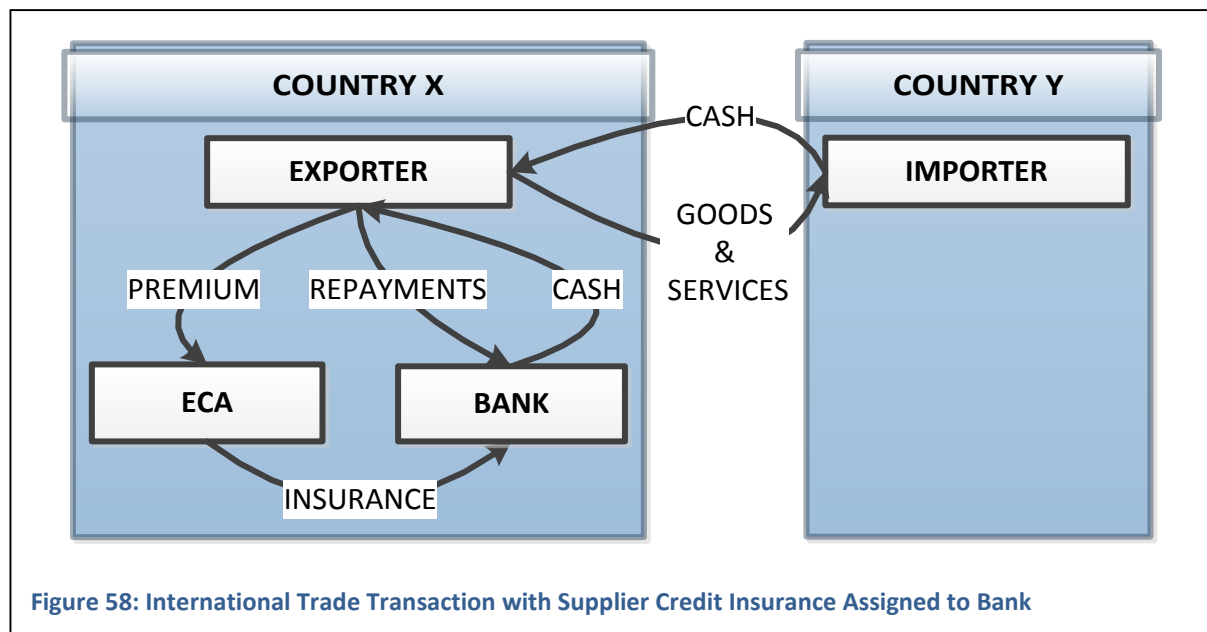 COUNTRY X
COUNTRY Y
CASH
EXPORTER
IMPORTER
GOODS
&
SERVICES
PREMIUM
REPAYMENTS
CASH
ECA
BANK
INSURANCE
Figure 58: International Trade Transaction with Supplier Credit Insurance Assigned to Bank